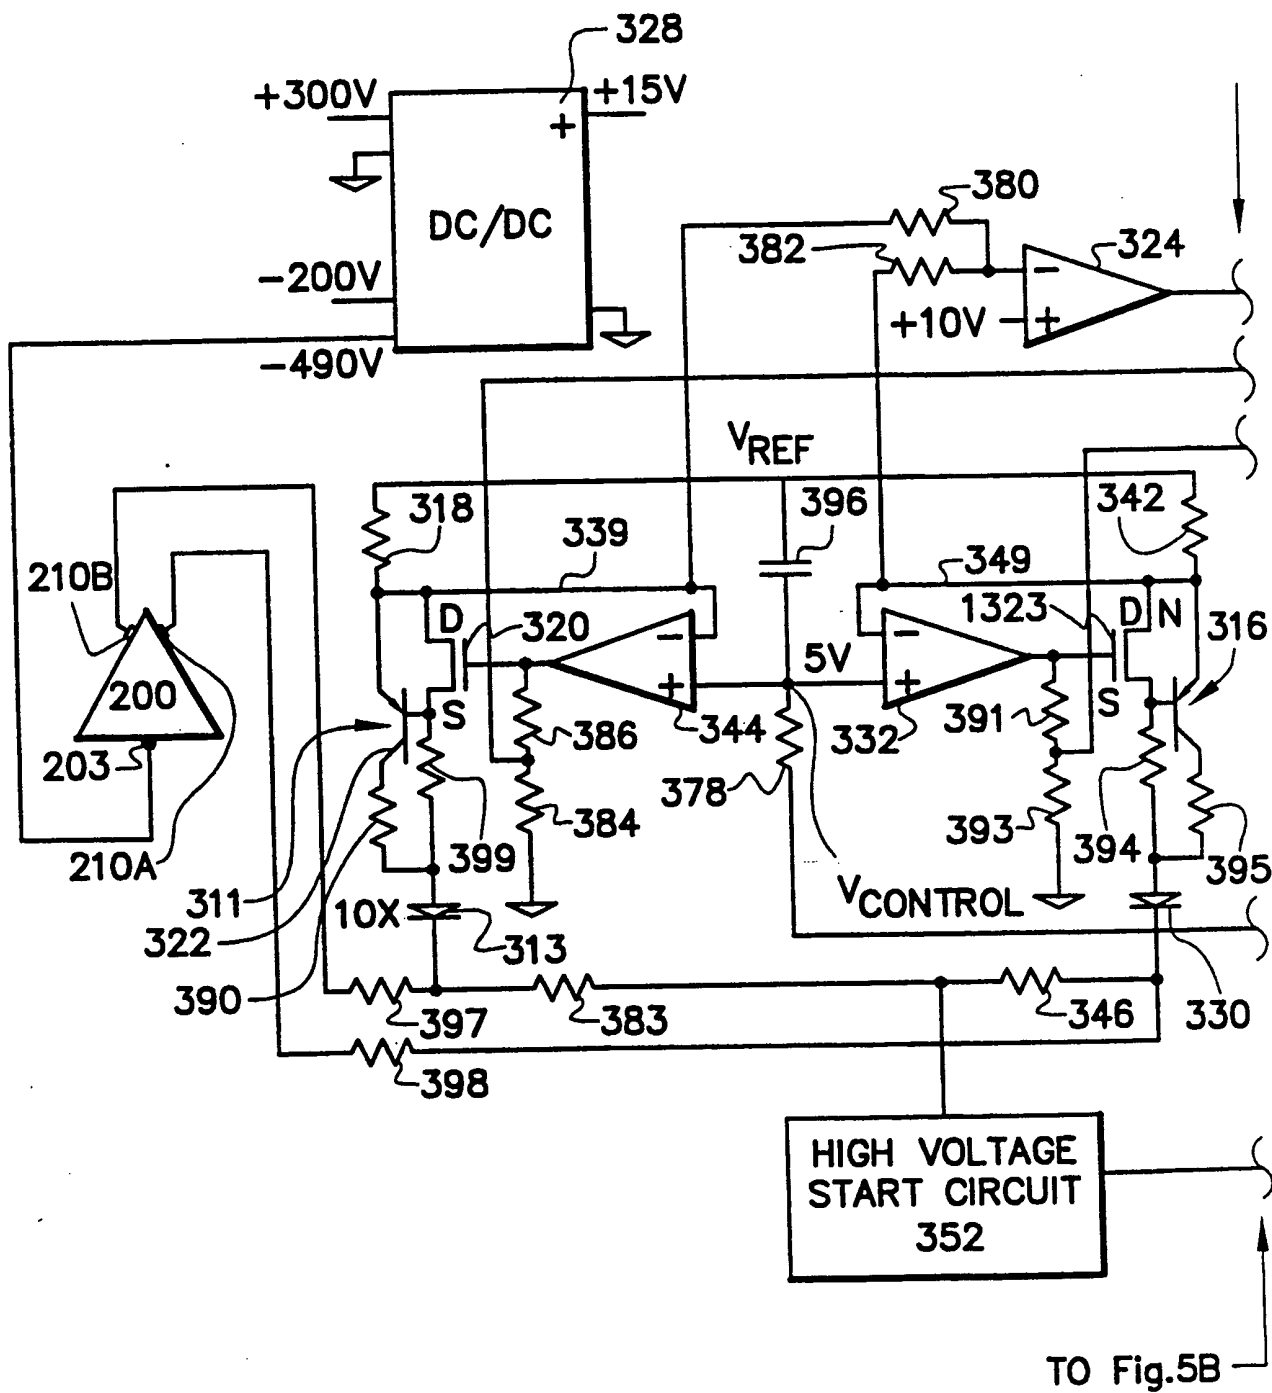 328
+300V
+15V
+
DC/DC
-200V
-490V
380
382
324
−
+10V
+
VREF
318
339
396
342
349
210B
D
320
−
5V
−
1323
D
N
316
200
S
+
+
S
386
344
332
391
203
378
384
393
399
394
395
210A
311
10X
VCONTROL
322
313
390
397
383
346
330
398
HIGH VOLTAGE
START CIRCUIT
352
TO Fig.5B